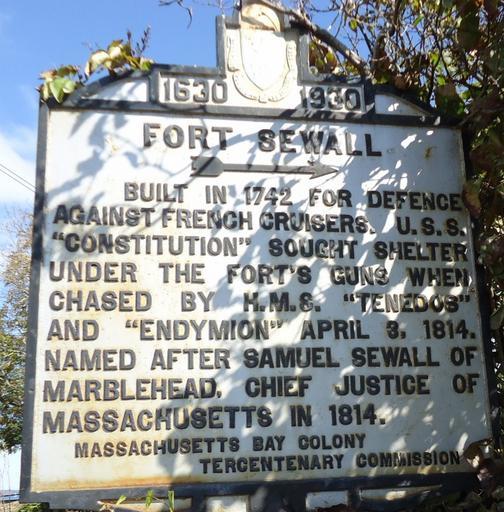 1630 1930
FORT SEWALL
BUILT IN 1742 FOR DEFENCE
AGAINST FRENCH CRUISERS. U.S.S.
"CONSTITUTION" SOUGHT SHELTER
UNDER THE FORT'S GUNS WHEN
CHASED BY H.M.S. "TENEDOS"
AND "ENDYMION" APRIL 3, 1814.
NAMED AFTER SAMUEL SEWALL OF
MARBLEHEAD, CHIEF JUSTICE OF
MASSACHUSETTS IN 1814.
MASSACHUSETTS BAY COLONY
TERCENTENARY COMMISSION